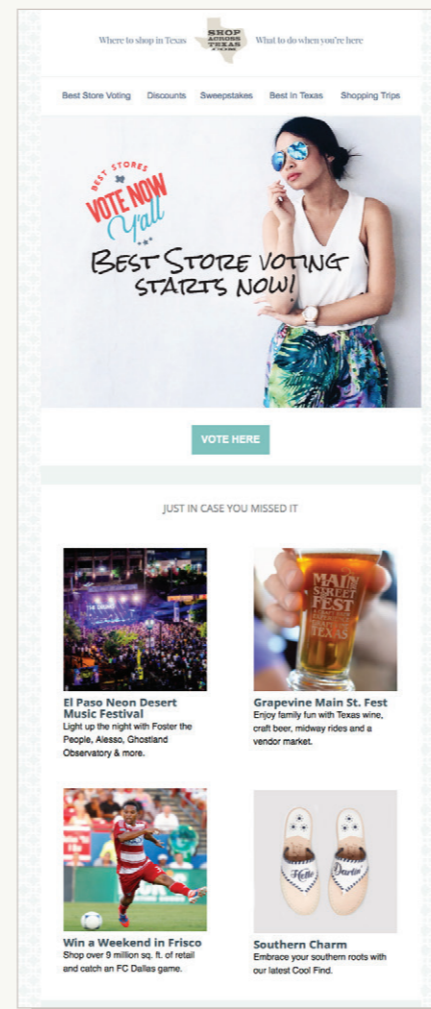 Where to shop in Texas
SHOP
ACROSS
TEXAS
What to do when you're here
Best Store Voting Discounts Sweepstakes Best In Texas Shopping Trips
BEST STORES
VOTE NOW
Y'all
BEST STORE VOTING
STARTS NOW!
VOTE HERE
JUST IN CASE YOU MISSED IT
MAIN
STREET
FEST
TEXAS
El Paso Neon Desert
Music Festival
Light up the night with Foster the
People, Alesso, Ghostland
Observatory & more.
Grapevine Main St. Fest
Enjoy family fun with Texas wine,
craft beer, midway rides and a
vendor market.
Hello
Darlin'
Win a Weekend in Frisco
Shop over 9 million sq. ft. of retail
and catch an FC Dallas game.
Southern Charm
Embrace your southern roots with
our latest Cool Find.